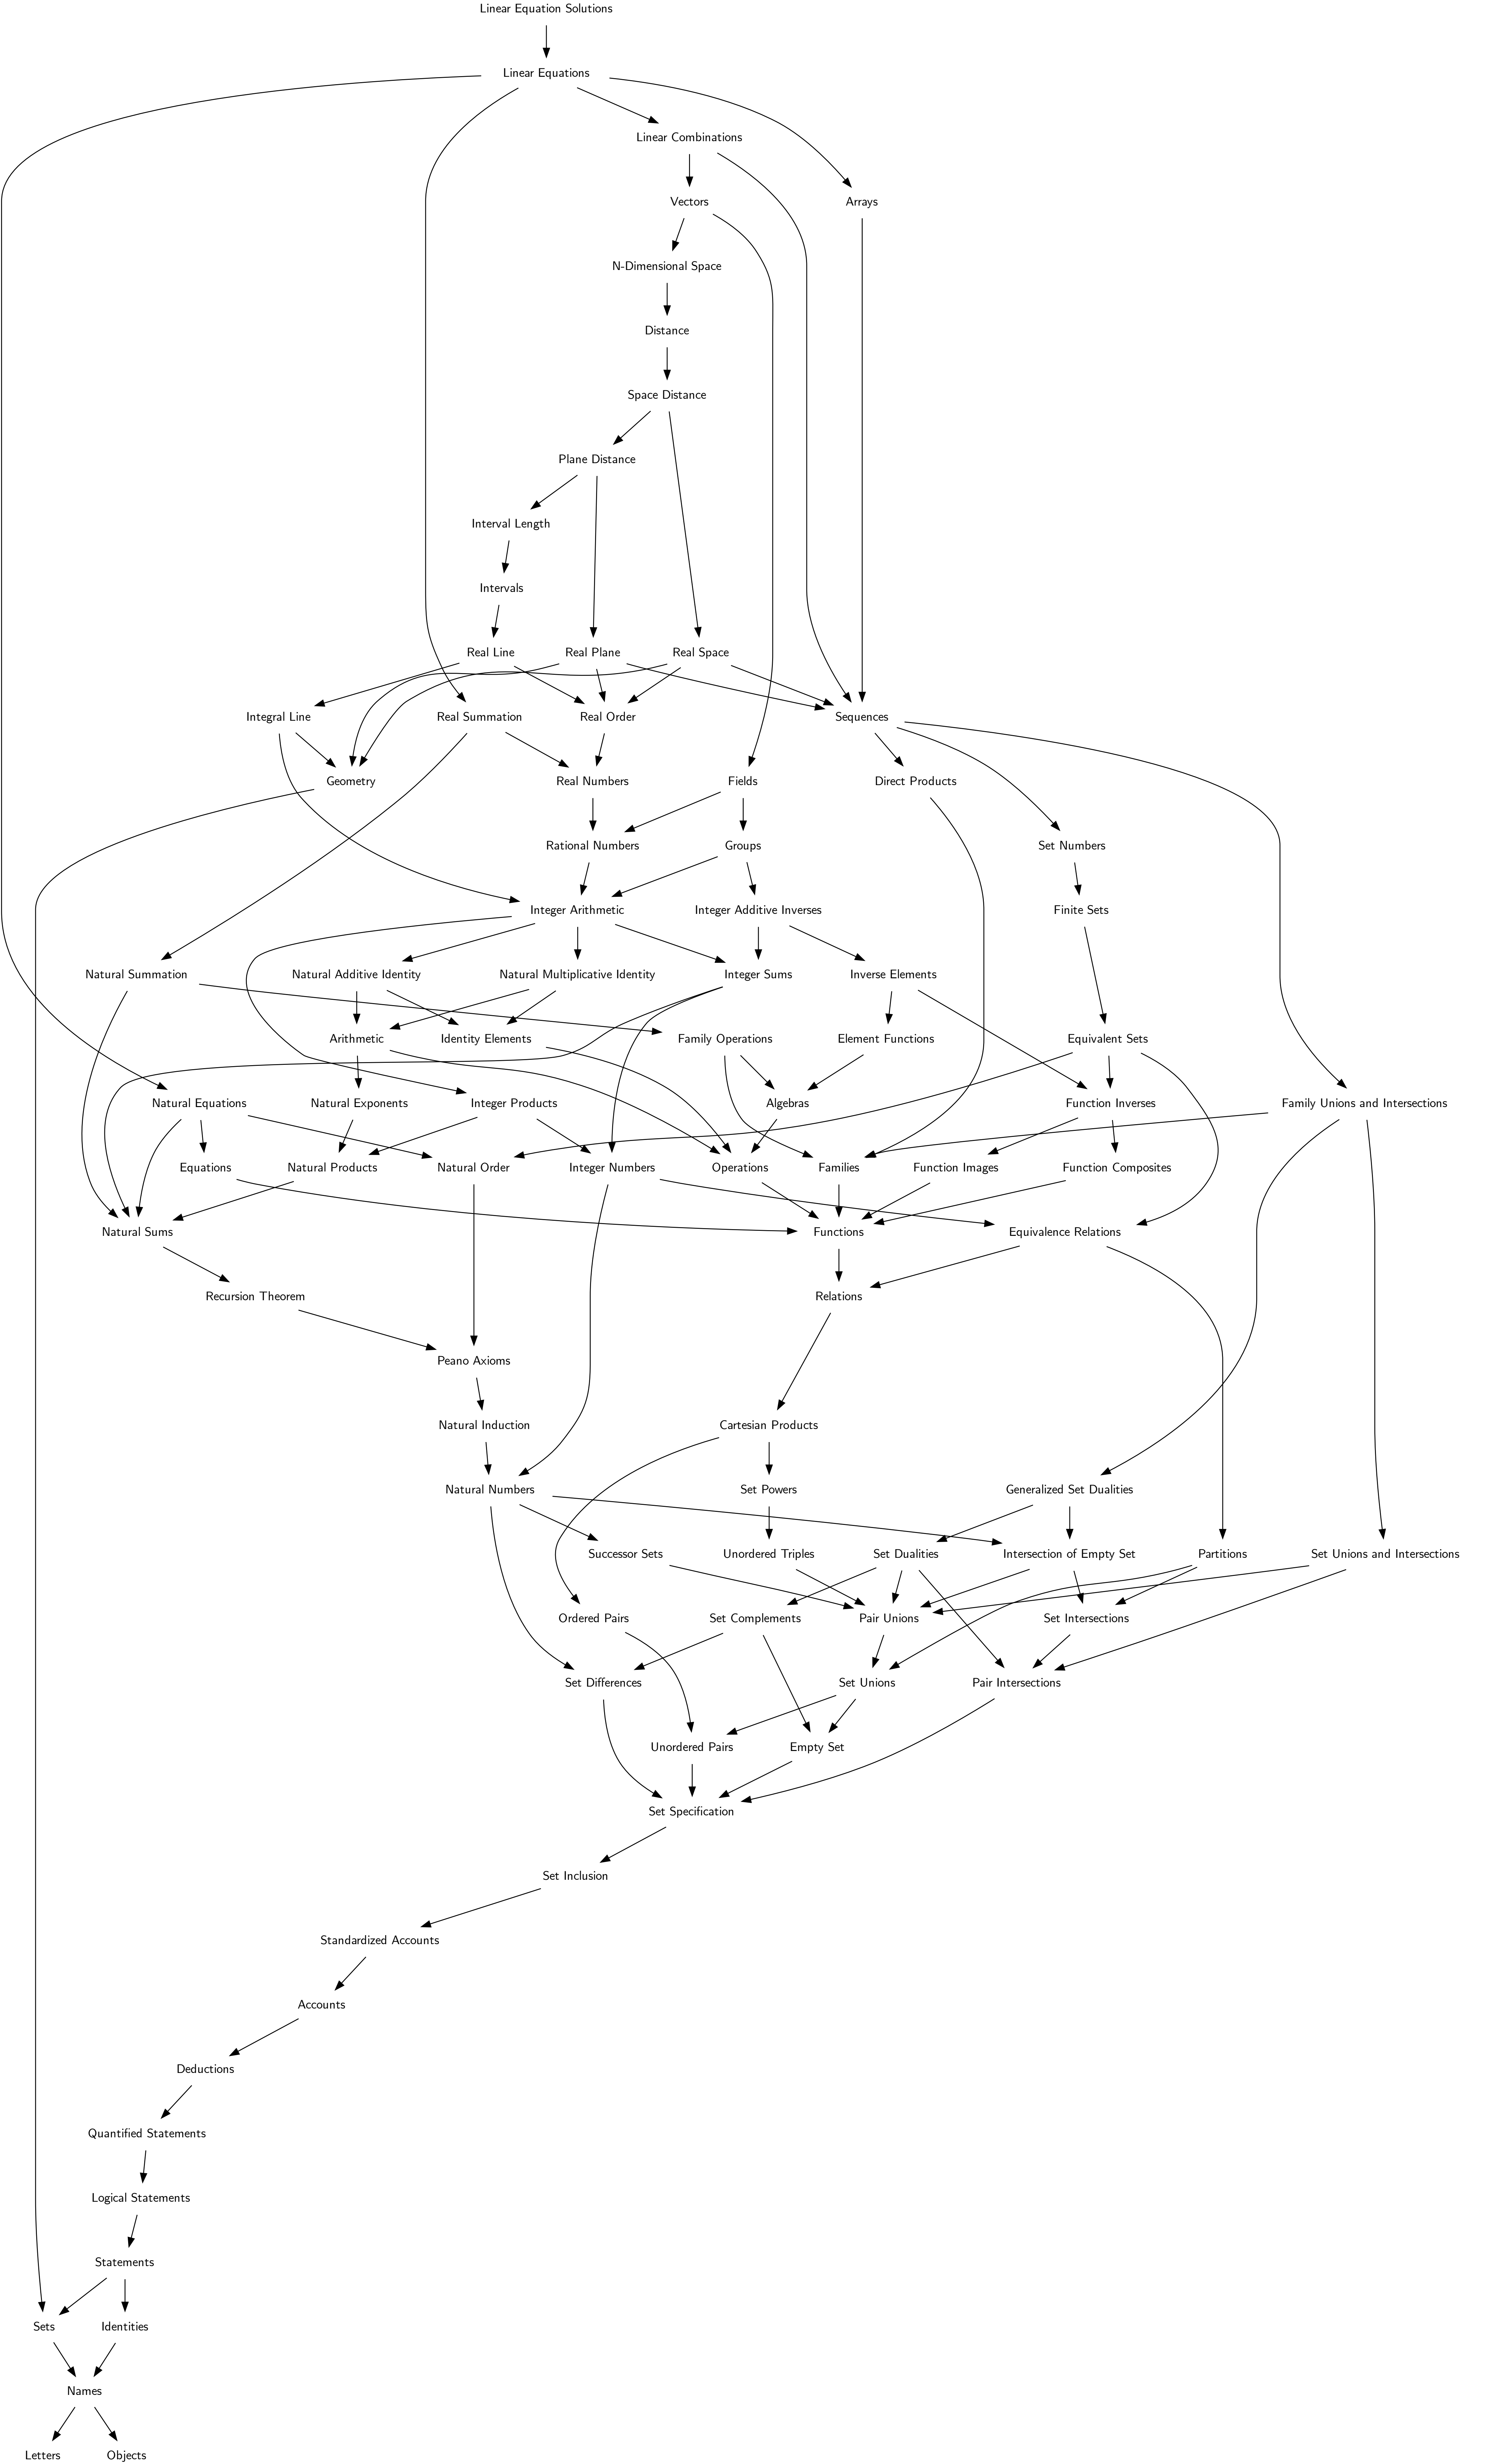 Linear Equation Solutions
Linear Equations
Linear Combinations
Vectors
Arrays
N-Dimensional Space
Distance
Space Distance
Plane Distance
Interval Length
Intervals
Real Line
Real Plane
Real Space
Integral Line
Real Summation
Real Order
Sequences
Geometry
Real Numbers
Fields
Direct Products
Rational Numbers
Groups
Set Numbers
Integer Arithmetic
Integer Additive Inverses
Finite Sets
Natural Summation
Natural Additive Identity
Natural Multiplicative Identity
Integer Sums
Inverse Elements
Arithmetic
Identity Elements
Family Operations
Element Functions
Equivalent Sets
Natural Equations
Natural Exponents
Integer Products
Algebras
Function Inverses
Family Unions and Intersections
Equations
Natural Products
Natural Order
Integer Numbers
Operations
Families
Function Images
Function Composites
Natural Sums
Functions
Equivalence Relations
Recursion Theorem
Relations
Peano Axioms
Natural Induction
Cartesian Products
Natural Numbers
Set Powers
Generalized Set Dualities
Successor Sets
Unordered Triples
Set Dualities
Intersection of Empty Set
Partitions
Set Unions and Intersections
Ordered Pairs
Set Complements
Pair Unions
Set Intersections
Set Differences
Set Unions
Pair Intersections
Unordered Pairs
Empty Set
Set Specification
Set Inclusion
Standardized Accounts
Accounts
Deductions
Quantified Statements
Logical Statements
Statements
Sets
Identities
Names
Letters
Objects